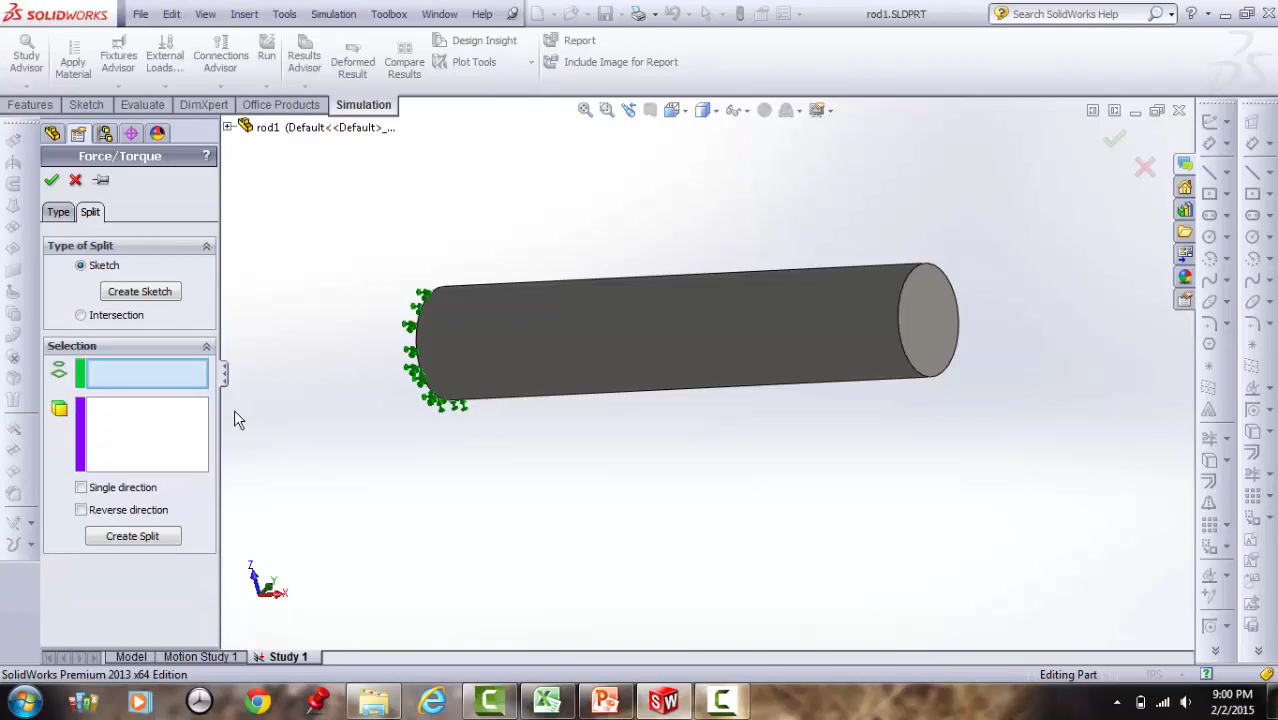 SOLIDWORKS File Edit View Insert Tools Simulation Toolbox Window Help rod1.SLDPRT Search SolidWorks Help
Study Advisor
Apply Material
Fixtures Advisor
External Loads...
Connections Advisor
Run
Results Advisor
Deformed Result
Compare Results
Design Insight
Plot Tools
Report
Include Image for Report
Features Sketch Evaluate DimXpert Office Products Simulation
rod1 (Default<<Default>_...
Force/Torque ?
Type Split
Type of Split
Sketch
Create Sketch
Intersection
Selection
Single direction
Reverse direction
Create Split
Z
Y
X
Model Motion Study 1 Study 1
SolidWorks Premium 2013 x64 Edition Editing Part IPS
9:00 PM
2/2/2015